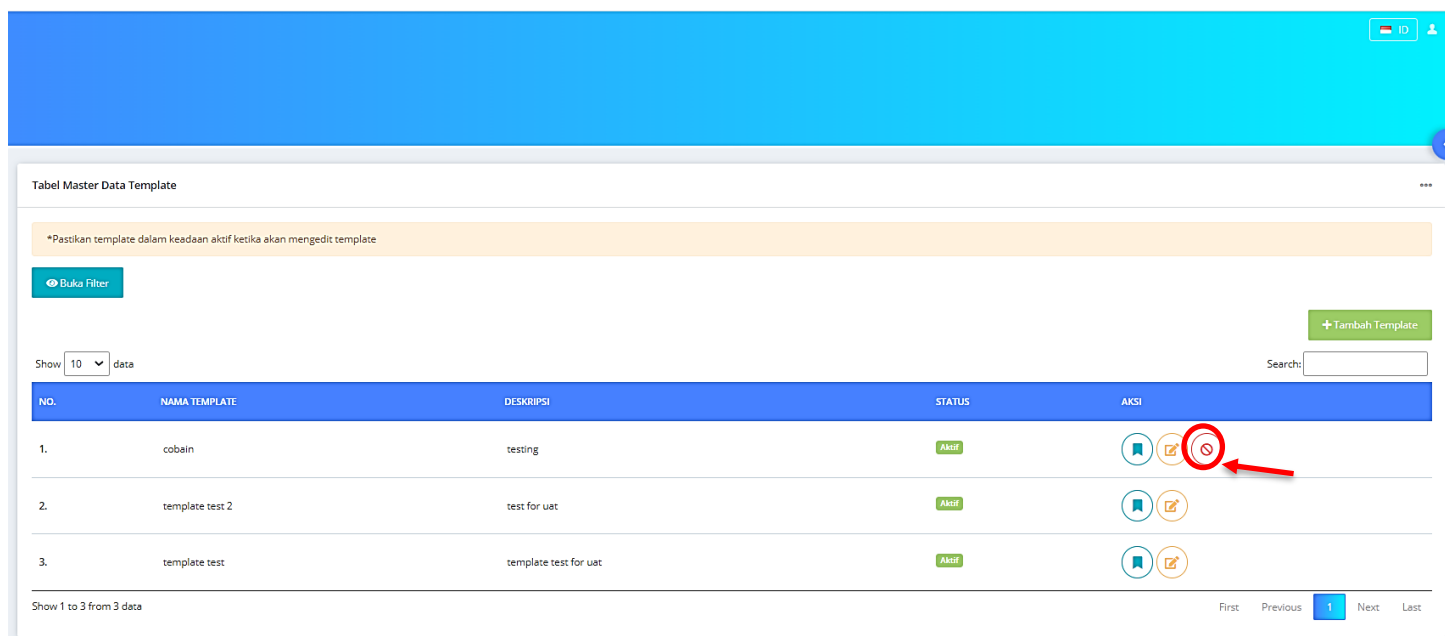 ID
Tabel Master Data Template
*Pastikan template dalam keadaan aktif ketika akan mengedit template
Buka Filter
+Tambah Template
Show 10 data
Search:
NO. NAMA TEMPLATE DESKRIPSI STATUS AKSI
1. cobain testing Aktif
2. template test 2 test for uat Aktif
3. template test template test for uat Aktif
Show 1 to 3 from 3 data
First Previous 1 Next Last